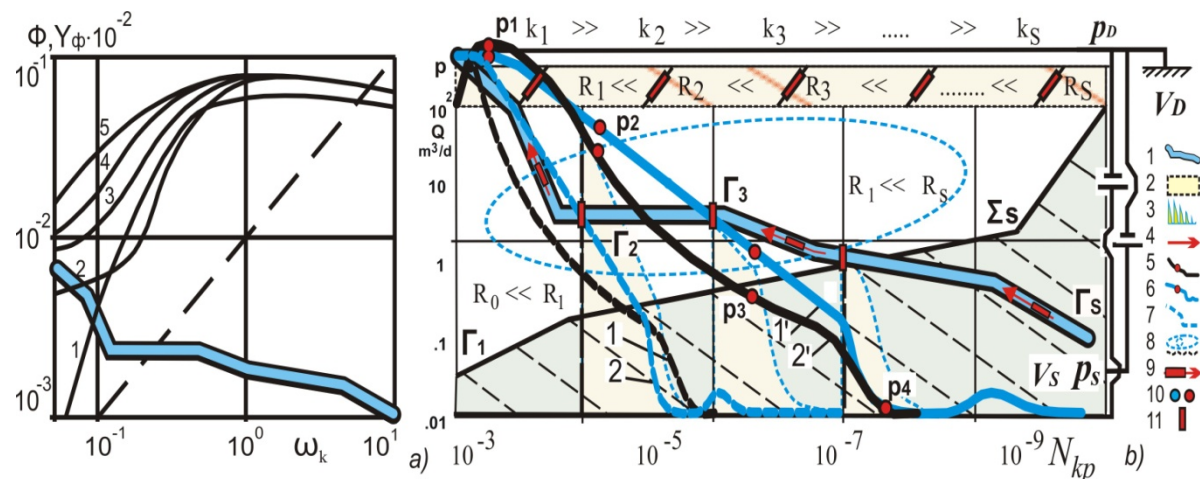 Φ,Yф·10⁻²
10¹
10⁻²
10⁻³
5
4
3
2
1
10⁻¹
10⁰
10¹
ωk
a)
p1
k1 >> k2 >> k3 >> ..... >> kS
pD
p
R1 << R2 << R3 << ........ << RS
10²
Q
m³/d
10
1
.1
.01
p2
Γ3
R1 << RS
Γ2
ΣS
R0 << R1
ΓS
Γ1
p3
1
2
1'
2'
p4
VS pS
10⁻³
10⁻⁵
10⁻⁷
10⁻⁹
Nkp
b)
VD
1
2
3
4
5
6
7
8
9
10
11